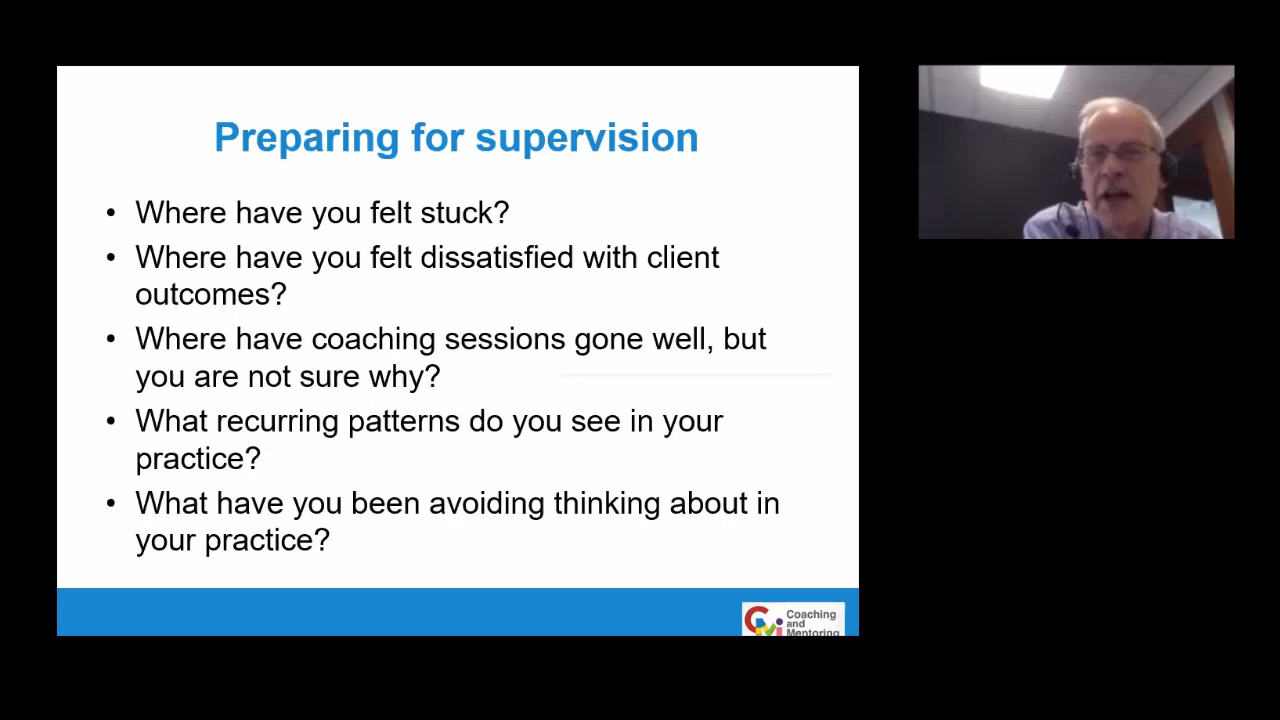 Preparing for supervision
• Where have you felt stuck?
• Where have you felt dissatisfied with client
outcomes?
• Where have coaching sessions gone well, but
you are not sure why?
• What recurring patterns do you see in your
practice?
• What have you been avoiding thinking about in
your practice?
Coaching
and
Mentoring